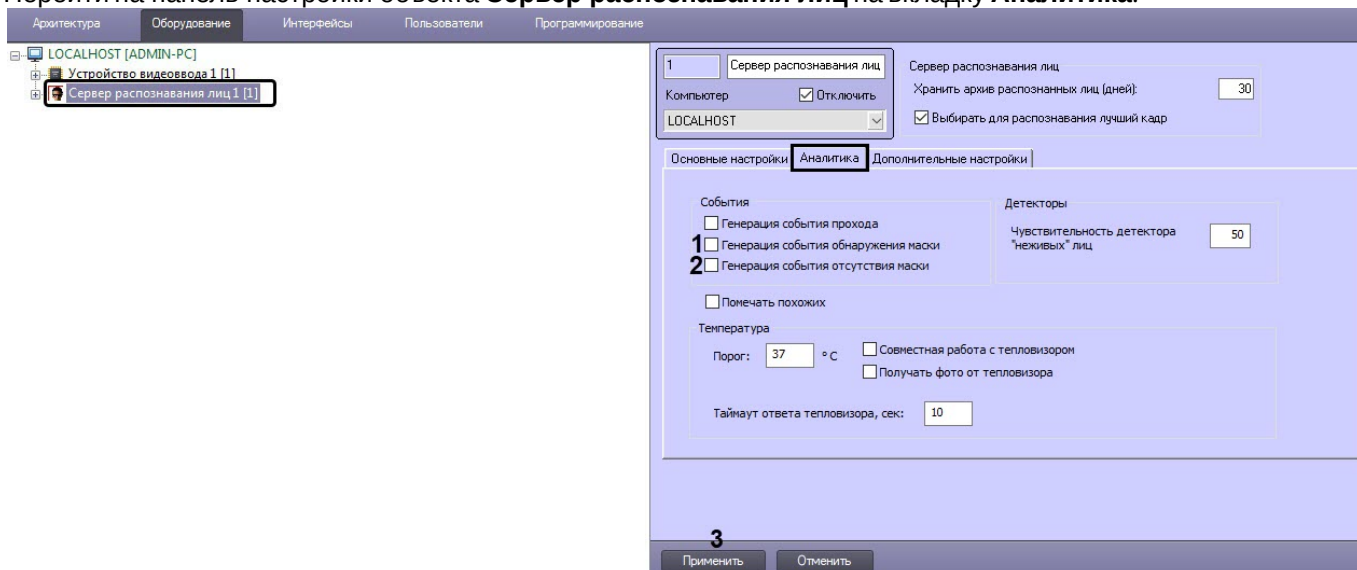 Перейти на панель настройки объекта Сервер распознавания лиц на вкладку Аналитика.
Архитектура Оборудование Интерфейсы Пользователи Программирование
LOCALHOST [ADMIN-PC]
Устройство видеоввода 1 [1]
Сервер распознавания лиц 1 [1]
1 Сервер распознавания лиц
Компьютер Отключить
LOCALHOST
Сервер распознавания лиц
Хранить архив распознанных лиц (дней): 30
Выбирать для распознавания лучший кадр
Основные настройки Аналитика Дополнительные настройки
События
Генерация события прохода
1 Генерация события обнаружения маски
2 Генерация события отсутствия маски
Детекторы
Чувствительность детектора
"неживых" лиц
50
Помечать похожих
Температура
Порог: 37 °C
Совместная работа с тепловизором
Получать фото от тепловизора
Таймаут ответа тепловизора, сек: 10
3
Применить Отменить